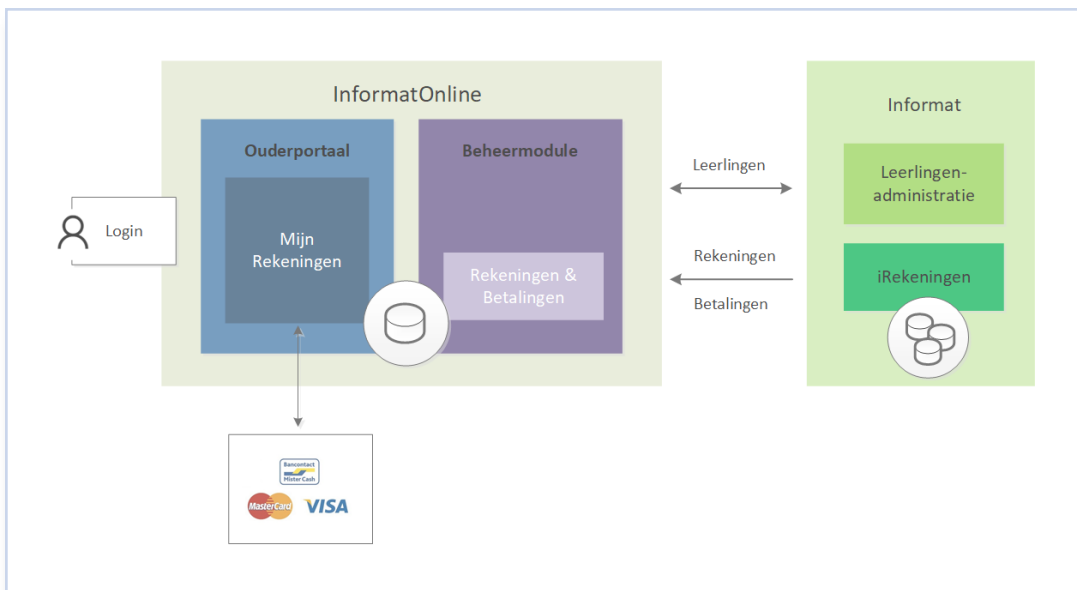 InformatOnline
Ouderportaal
Beheermodule
Mijn
Rekeningen
Rekeningen &
Betalingen
Login
Leerlingen
Rekeningen
Betalingen
Informat
Leerlingen-
administratie
iRekeningen
Bancontact
Mister Cash
MasterCard
VISA